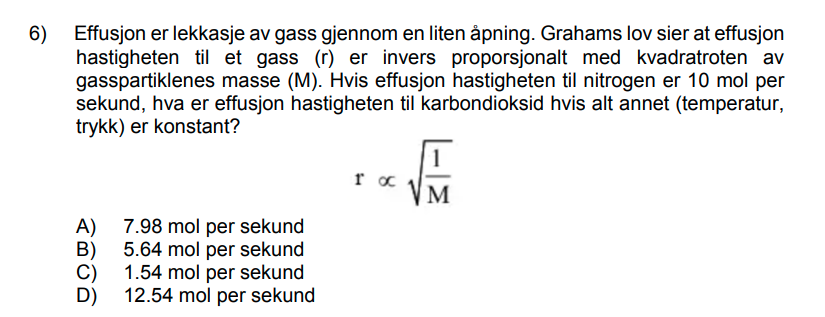 6) Effusjon er lekkasje av gass gjennom en liten åpning. Grahams lov sier at effusjon
hastigheten til et gass (r) er invers proporsjonalt med kvadratroten av
gasspartiklenes masse (M). Hvis effusjon hastigheten til nitrogen er 10 mol per
sekund, hva er effusjon hastigheten til karbondioksid hvis alt annet (temperatur,
trykk) er konstant?
r ∝ √(1/M)
A) 7.98 mol per sekund
B) 5.64 mol per sekund
C) 1.54 mol per sekund
D) 12.54 mol per sekund